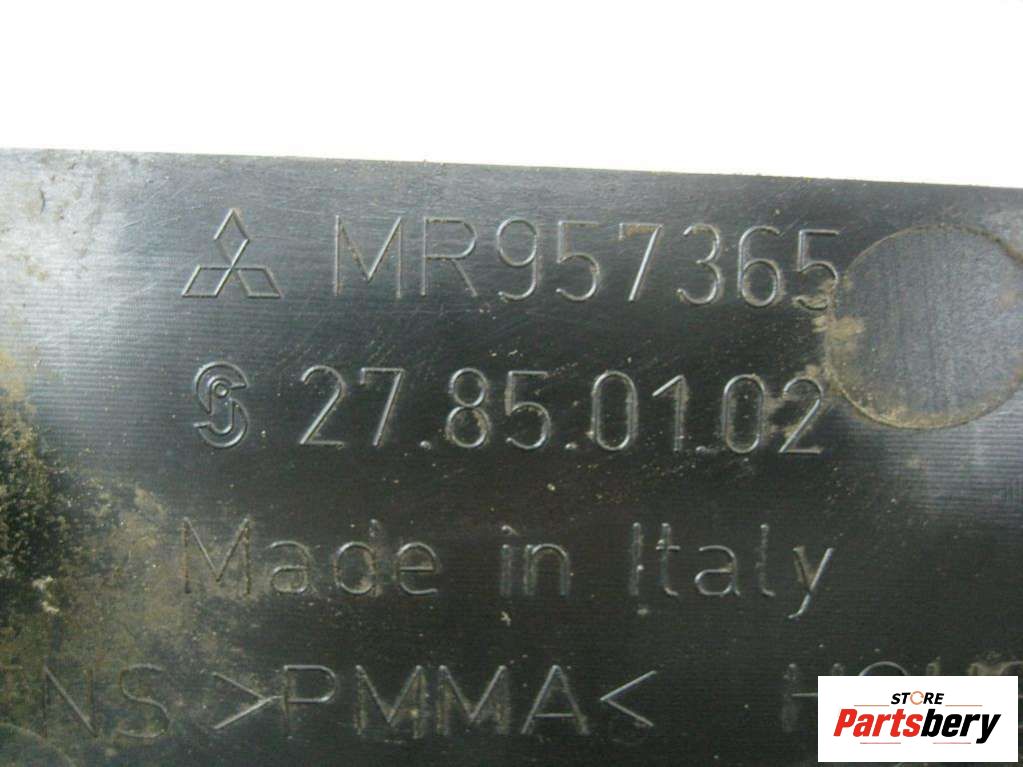 MR957365
27.85.01.02
Made in Italy
>PMMA<
STORE
Partsbery